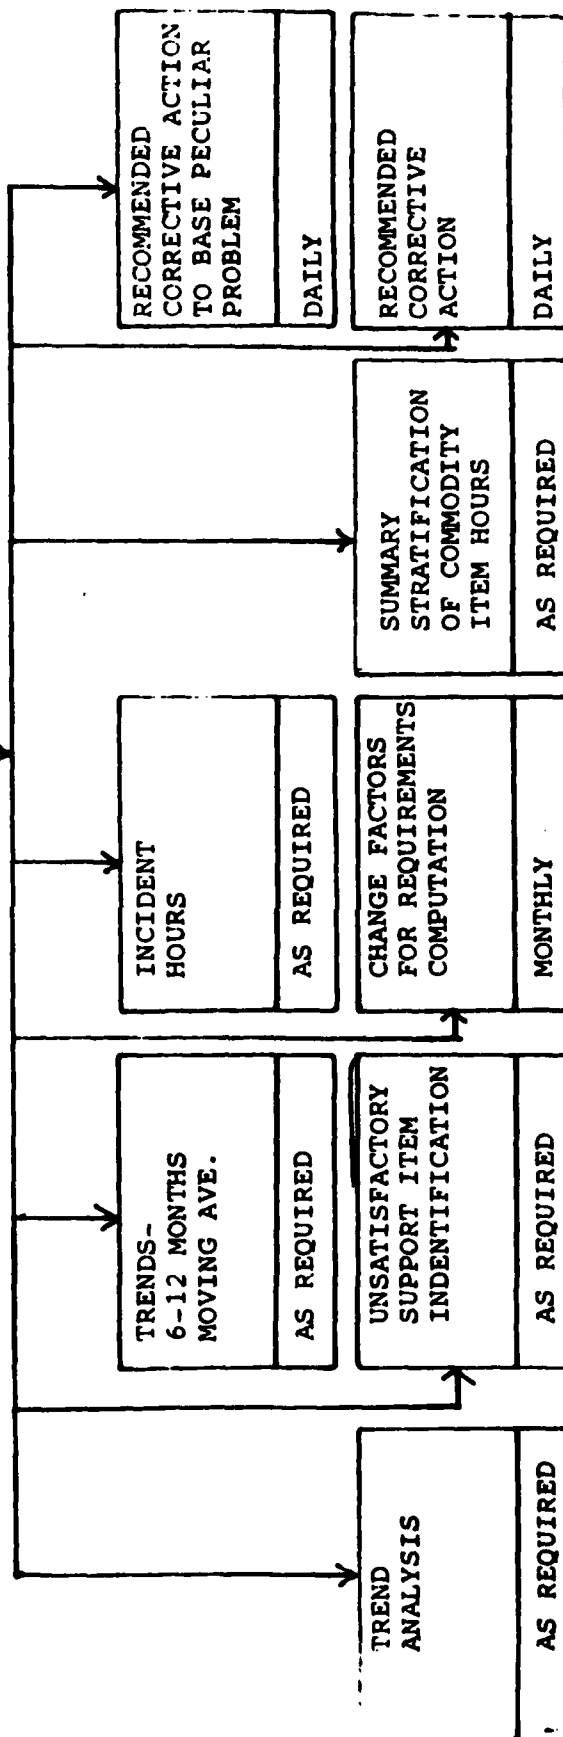 TRENDS-
6-12 MONTHS
MOVING AVE.
AS REQUIRED
INCIDENT
HOURS
AS REQUIRED
RECOMMENDED
CORRECTIVE ACTION
TO BASE PECULIAR
PROBLEM
DAILY
TREND
ANALYSIS
AS REQUIRED
UNSATISFACTORY
SUPPORT ITEM
INDENTIFICATION
AS REQUIRED
CHANGE FACTORS
FOR REQUIREMENTS
COMPUTATION
MONTHLY
SUMMARY
STRATIFICATION
OF COMMODITY
ITEM HOURS
AS REQUIRED
RECOMMENDED
CORRECTIVE
ACTION
DAILY